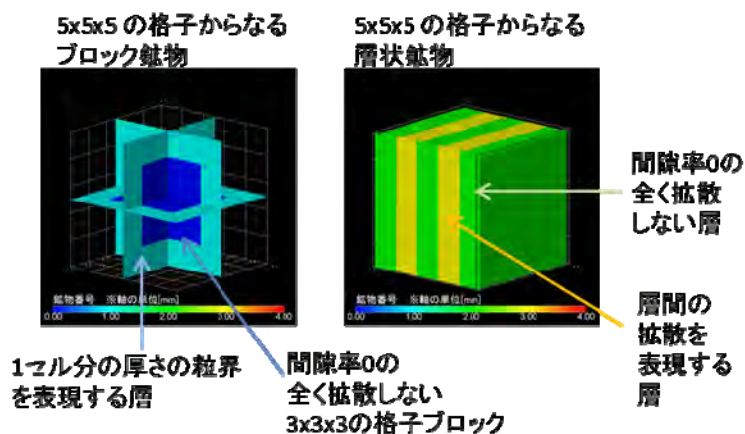 5x5x5 の格子からなる
ブロック鉱物
5x5x5 の格子からなる
層状鉱物
鉱物番号 ※軸の単位[mm]
0.00 1.00 2.00 3.00 4.00
鉱物番号 ※軸の単位[mm]
0.00 1.00 2.00 3.00 4.00
間隙率0の
全く拡散
しない層
層間の
拡散を
表現する
層
1セル分の厚さの粒界
を表現する層
間隙率0の
全く拡散しない
3x3x3の格子ブロック